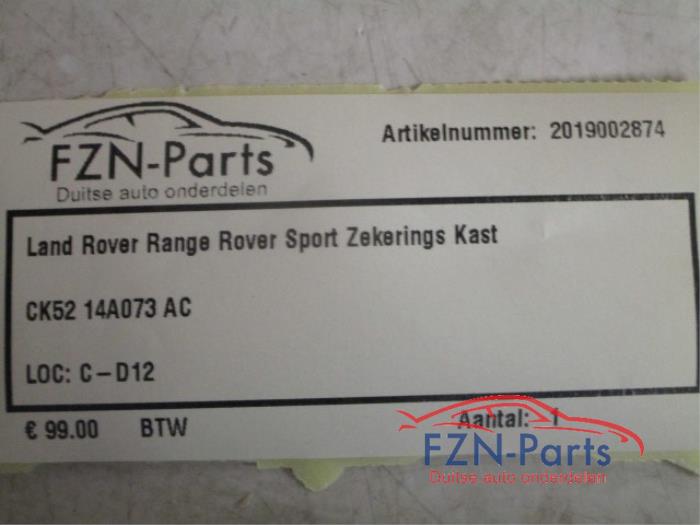 FZN-Parts
Duitse auto onderdelen
Artikelnummer: 2019002874
Land Rover Range Rover Sport Zekerings Kast
CK52 14A073 AC
LOC: C-D12
€ 99.00 BTW
Aantal: 1
FZN-Parts
Duitse auto onderdelen